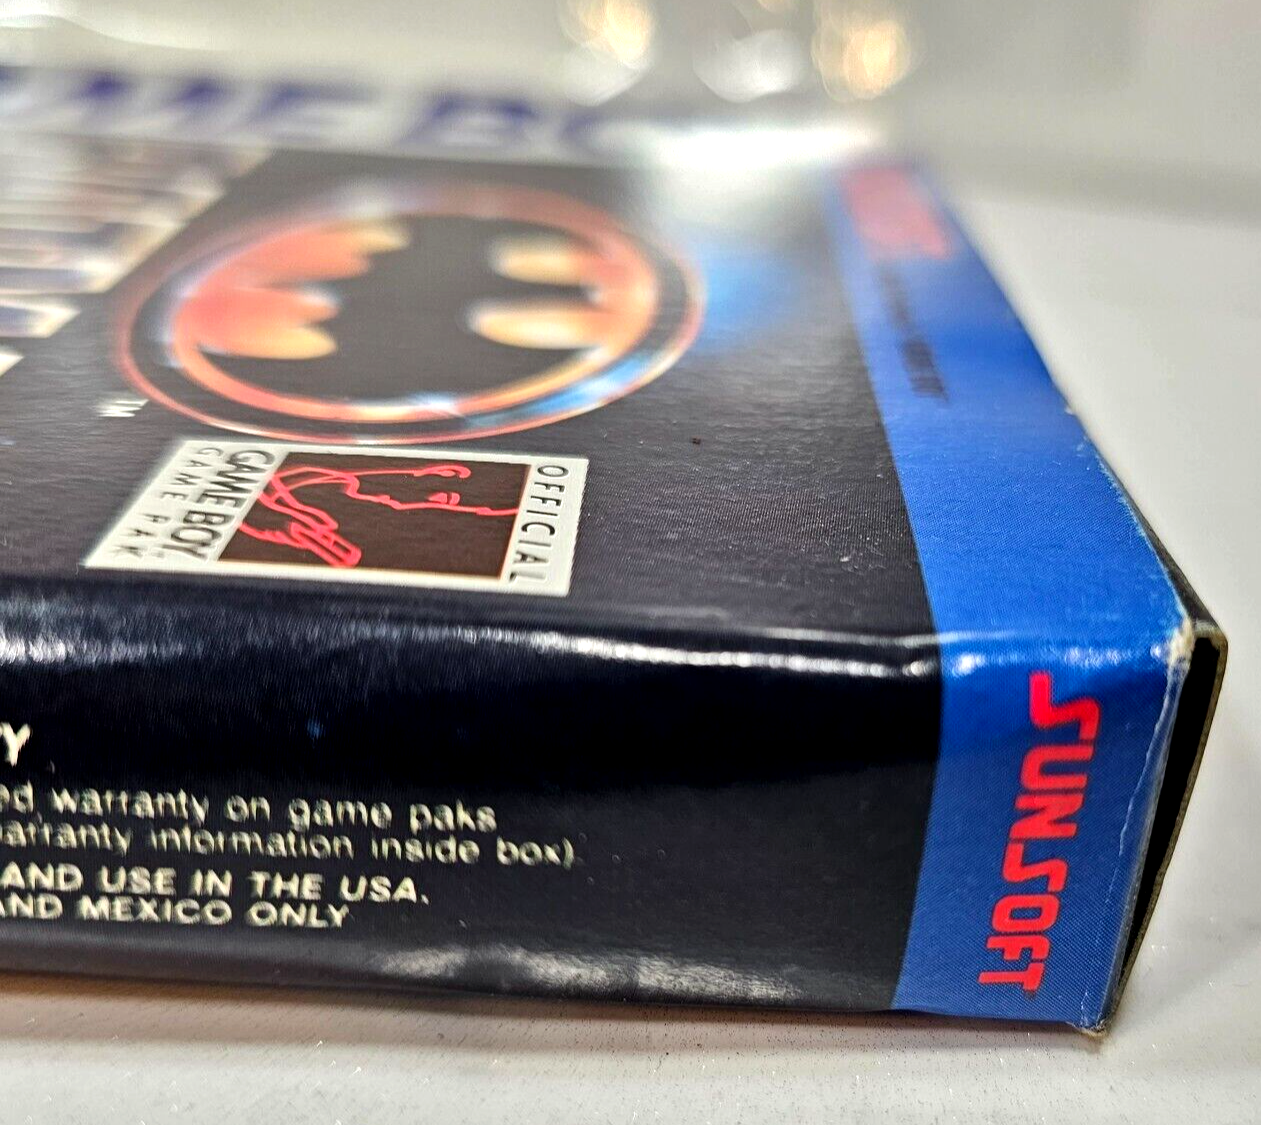 TM
OFFICIAL
GAME BOY
GAME PAK
SUNSOFT
Y
ed warranty on game paks
arranty information inside box)
AND USE IN THE USA,
AND MEXICO ONLY